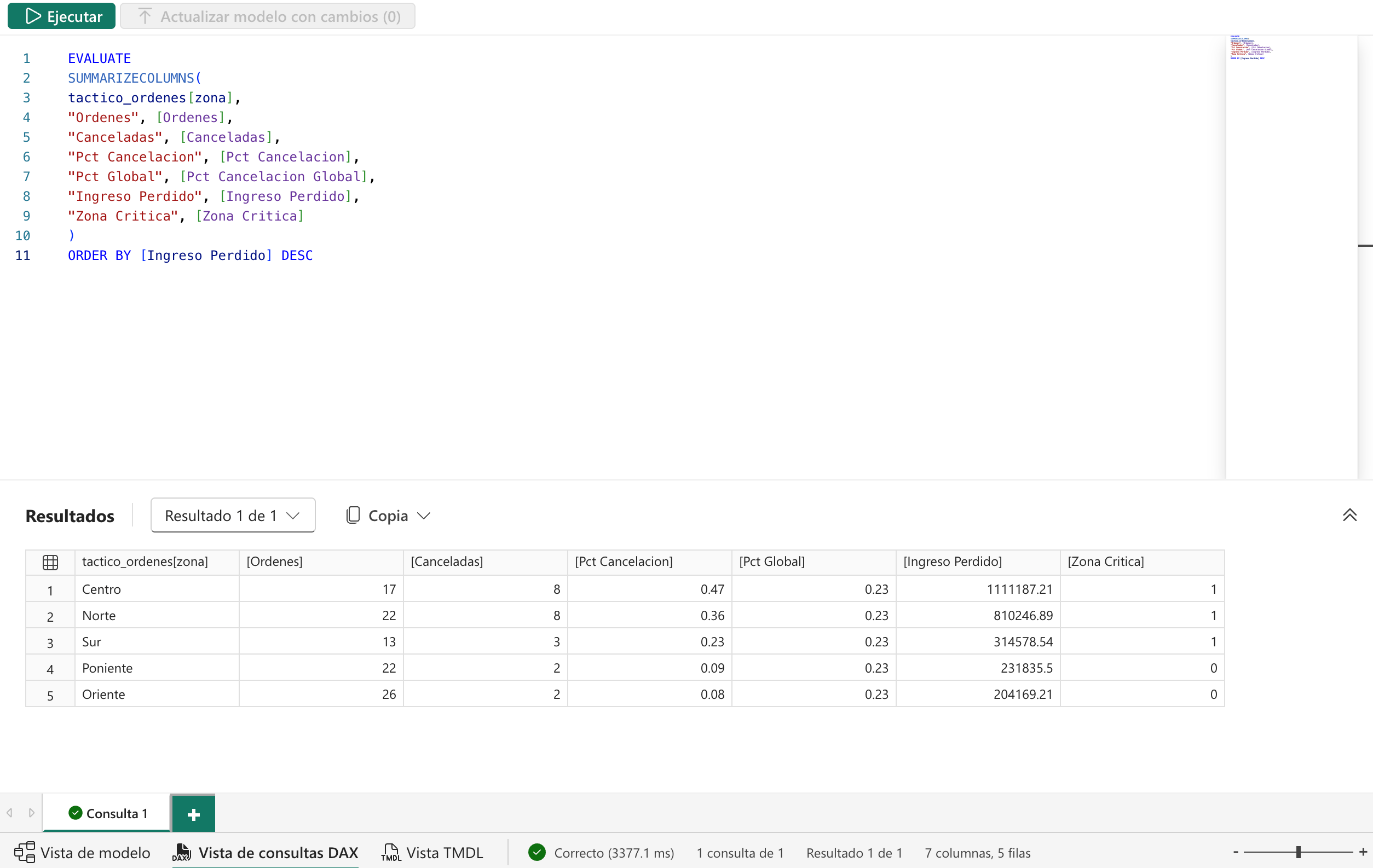 Ejecutar Actualizar modelo con cambios (0)
1 EVALUATE
2 SUMMARIZECOLUMNS(
3 tactico_ordenes[zona],
4 "Ordenes", [Ordenes],
5 "Canceladas", [Canceladas],
6 "Pct Cancelacion", [Pct Cancelacion],
7 "Pct Global", [Pct Cancelacion Global],
8 "Ingreso Perdido", [Ingreso Perdido],
9 "Zona Critica", [Zona Critica]
10 )
11 ORDER BY [Ingreso Perdido] DESC
Resultados Resultado 1 de 1 Copia
tactico_ordenes[zona] [Ordenes] [Canceladas] [Pct Cancelacion] [Pct Global] [Ingreso Perdido] [Zona Critica]
1 Centro 17 8 0.47 0.23 1111187.21 1
2 Norte 22 8 0.36 0.23 810246.89 1
3 Sur 13 3 0.23 0.23 314578.54 1
4 Poniente 22 2 0.09 0.23 231835.5 0
5 Oriente 26 2 0.08 0.23 204169.21 0
Consulta 1 +
Vista de modelo DAX Vista de consultas DAX TMDL Vista TMDL Correcto (3377.1 ms) 1 consulta de 1 Resultado 1 de 1 7 columnas, 5 filas - +